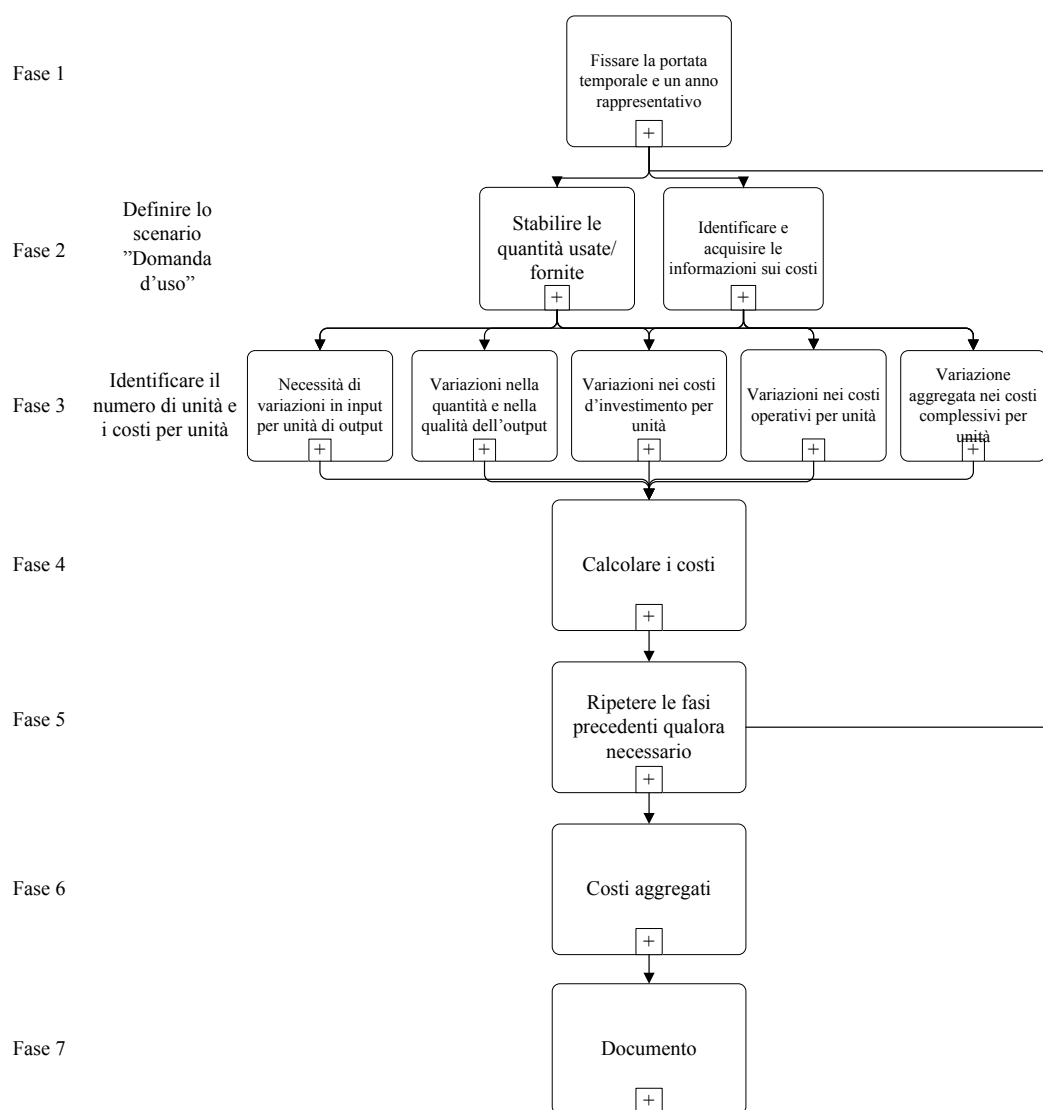 Fase 1
Fissare la portata
temporale e un anno
rappresentativo
+
Fase 2
Definire lo
scenario
”Domanda
d’uso”
Stabilire le
quantità usate/
fornite
+
Identificare e
acquisire le
informazioni sui costi
+
Fase 3
Identificare il
numero di unità e
i costi per unità
Necessità di
variazioni in input
per unità di output
+
Variazioni nella
quantità e nella
qualità dell’output
+
Variazioni nei costi
d’investimento per
unità
+
Variazioni nei costi
operativi per unità
+
Variazione
aggregata nei costi
complessivi per
unità
+
Fase 4
Calcolare i costi
+
Fase 5
Ripetere le fasi
precedenti qualora
necessario
+
Fase 6
Costi aggregati
+
Fase 7
Documento
+